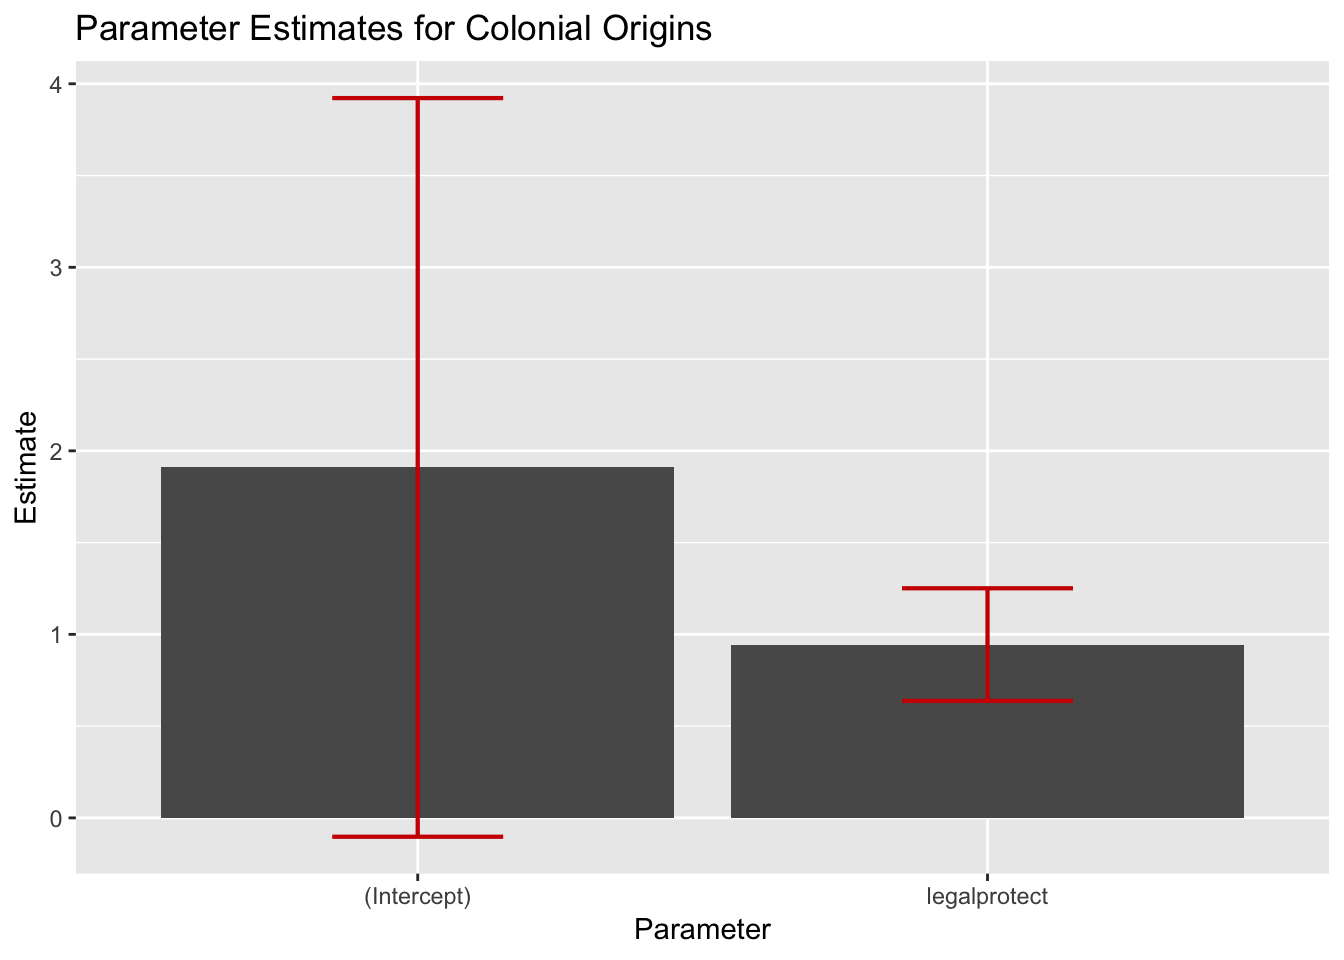 Parameter Estimates for Colonial Origins
4
3
2
1
0
Estimate
(Intercept) legalprotect
Parameter